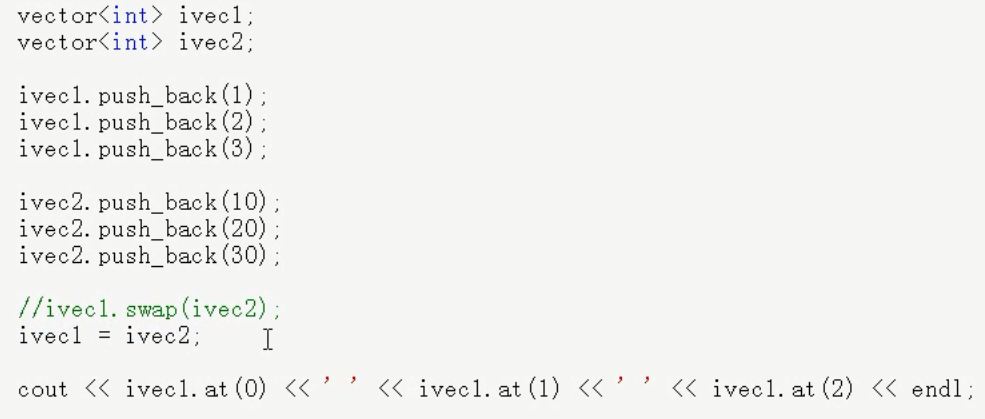 vector<int> ivec1;
vector<int> ivec2;
ivec1.push_back(1);
ivec1.push_back(2);
ivec1.push_back(3);
ivec2.push_back(10);
ivec2.push_back(20);
ivec2.push_back(30);
//ivec1.swap(ivec2);
ivec1 = ivec2;
cout << ivec1.at(0) << ' ' << ivec1.at(1) << ' ' << ivec1.at(2) << endl;